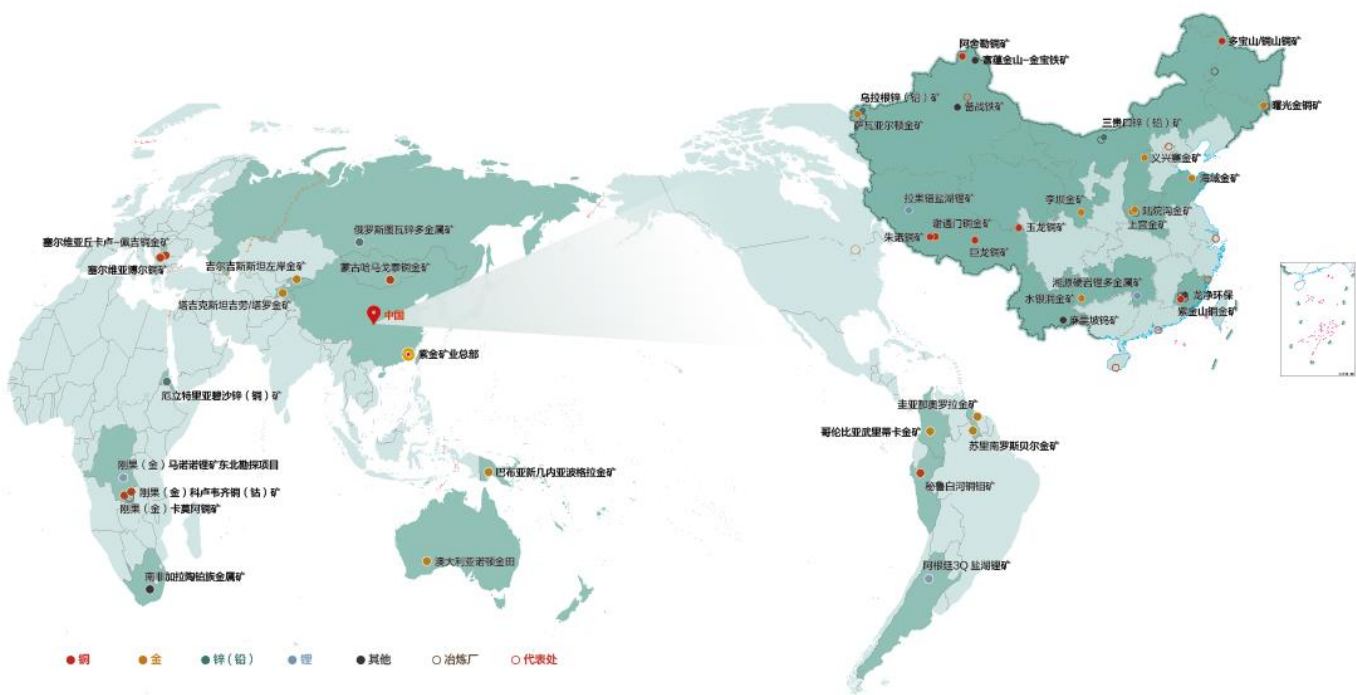 阿舍勒铜矿
多宝山/铜山铜矿
富蕴金山-金宝铁矿
乌拉根锌（铅）矿
备战铁矿
曙光金铜矿
萨瓦亚尔顿金矿
三贵口锌（铅）矿
义兴寨金矿
海域金矿
拉果错盐湖锂矿
李坝金矿
陆院沟金矿
谢通门铜金矿
玉龙铜矿
上宫金矿
朱诺铜矿
巨龙铜矿
湘源硬岩锂多金属矿
水银洞金矿
龙净环保
紫金山铜金矿
麻栗坡钨矿
俄罗斯图瓦锌多金属矿
塞尔维亚丘卡卢-佩吉铜金矿
塞尔维亚博尔铜矿
吉尔吉斯斯坦左岸金矿
蒙古哈马戈泰铜金矿
塔吉克斯坦吉劳/塔罗金矿
中国
紫金矿业总部
厄立特里亚碧沙锌（铜）矿
圭亚那奥罗拉金矿
哥伦比亚武里蒂卡金矿
苏里南罗斯贝尔金矿
刚果（金）马诺诺锂矿东北勘探项目
巴布亚新几内亚波格拉金矿
秘鲁白河铜钼矿
刚果（金）科卢韦齐铜（钴）矿
刚果（金）卡莫阿铜矿
澳大利亚诺顿金田
阿根廷3Q 盐湖锂矿
南非加拉陶铂族金属矿
铜 金 锌（铅） 锂 其他 冶炼厂 代表处